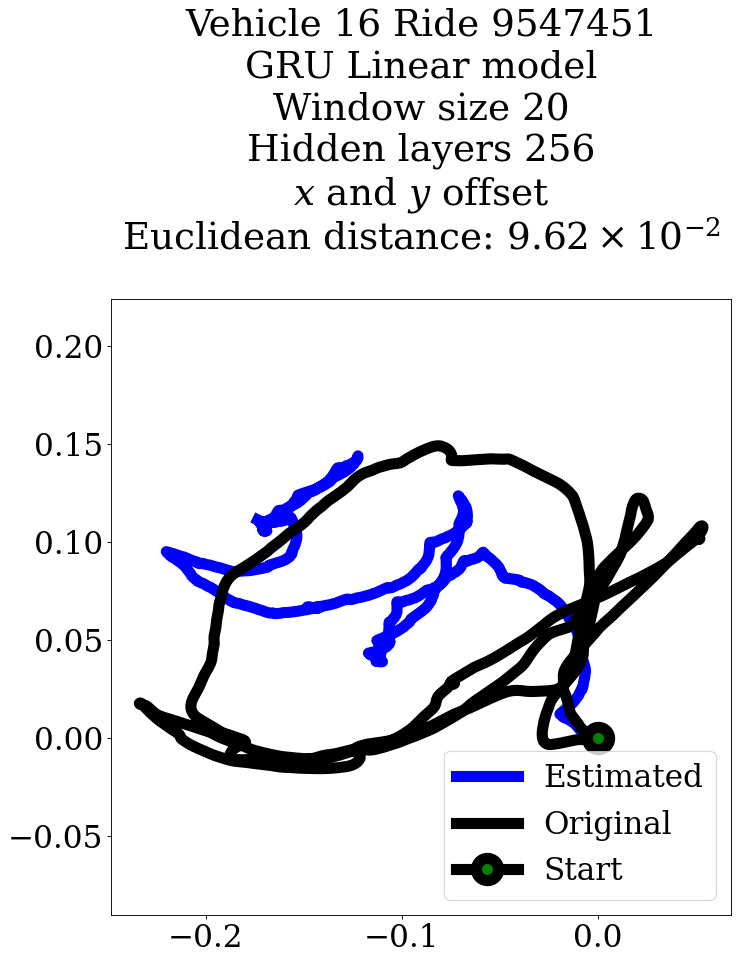 Vehicle 16 Ride 9547451
GRU Linear model
Window size 20
Hidden layers 256
x and y offset
Euclidean distance: 9.62 × 10⁻²
0.20
0.15
0.10
0.05
0.00
−0.05
−0.2
−0.1
0.0
Estimated
Original
Start